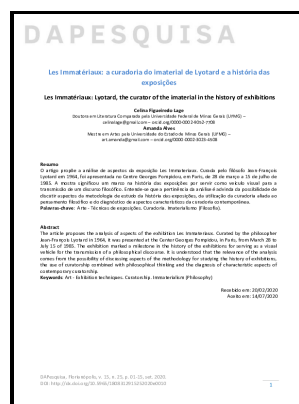 DAPESQUISA
Les Immatériaux: a curadoria do imaterial de Lyotard e a história das
exposições
Les Immatériaux: Lyotard, the curator of the imaterial in the history of exhibitions
Celina Figueiredo Lage
Doutora em Literatura Comparada pela Universidade Federal de Minas Gerais (UFMG) –
Amanda Alves
Mestra em Artes pela Universidade do Estado de Minas Gerais (UFMG) –
Resumo
O artigo propõe a análise de aspectos da exposição Les Immatériaux. Curada pelo filósofo Jean-François
Lyotard em 1984, foi apresentada no Centre Georges Pompidou, em Paris, de 28 de março a 15 de julho de
1985. A mostra significou um marco na história das exposições por servir como veículo visual para a
transmissão de um discurso filosófico. Entende-se que a pertinência da análise é advinda da possibilidade de
discutir aspectos da metodologia de estudo da história das exposições, da utilização da curadoria aliada ao
pensamento filosófico e do diagnóstico de aspectos característicos da curadoria contemporânea.
Palavras-chave: Arte - Técnicas de exposições. Curadoria. Imaterialismo (Filosofia).
Abstract
The article proposes the analysis of aspects of the exhibition Les Immatériaux. Curated by the philosopher
Jean-François Lyotard in 1984, it was presented at the Center Georges Pompidou, in Paris, from March 28 to
July 15 of 1985. The exhibition marked a milestone in the history of the exhibitions for serving as a visual
vehicle for the transmission of a philosophical discourse. It is understood that the relevance of the analysis
comes from the possibility of discussing aspects of the methodology for studying the history of exhibitions,
the use of curatorship combined with philosophical thinking and the diagnosis of characteristic aspects of
contemporary curatorship.
Keywords: Art - Exhibition techniques. Curatorship. Immaterialism (Philosophy)
Recebido em: 20/02/2020
Aceito em: 14/07/2020
DAPesquisa, Florianópolis, v. 15, p. 01-15, set. 2020.
1